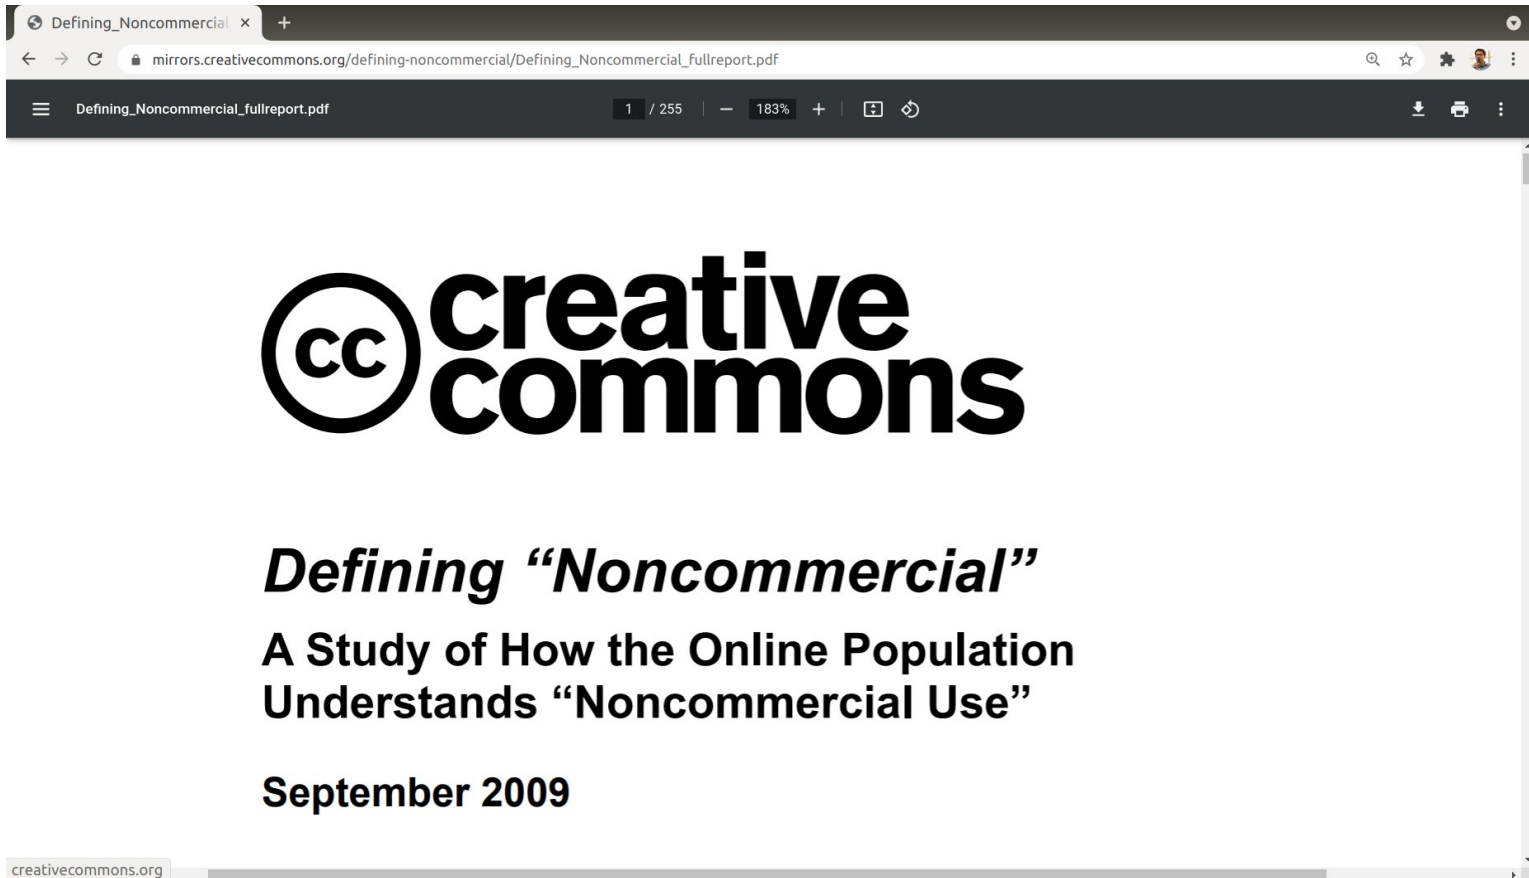 Defining_Noncommercial
mirrors.creativecommons.org/defining-noncommercial/Defining_Noncommercial_fullreport.pdf
Defining_Noncommercial_fullreport.pdf
1 / 255
183%
cc
creative
commons
Defining “Noncommercial”
A Study of How the Online Population
Understands “Noncommercial Use”
September 2009
creativecommons.org